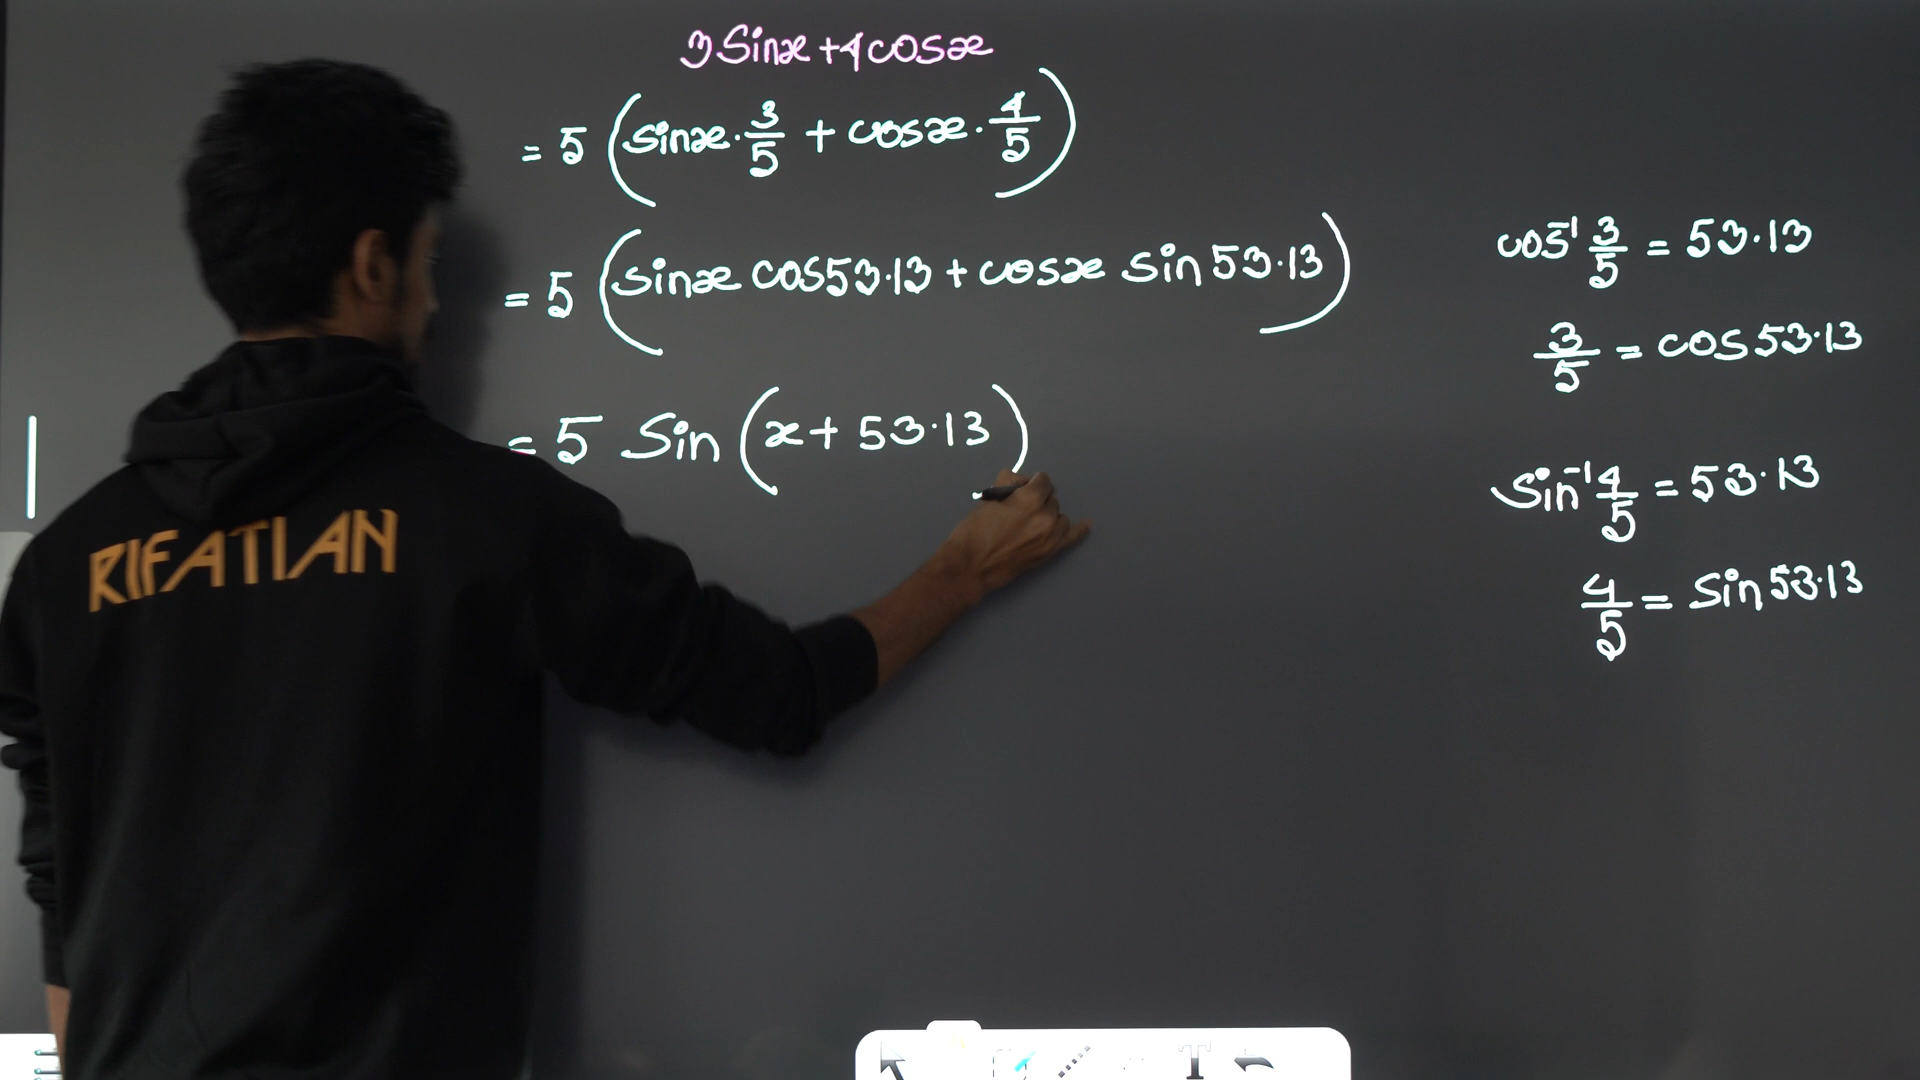 3 Sinx + 4 cosx
= 5 (sinx · 3/5 + cosx · 4/5)
= 5 (sinx cos53·13 + cosx sin 53·13)
= 5 Sin (x + 53·13)
cos⁻¹ 3/5 = 53·13
3/5 = cos 53·13
sin⁻¹ 4/5 = 53·13
4/5 = sin 53·13
RIFATIAN
T